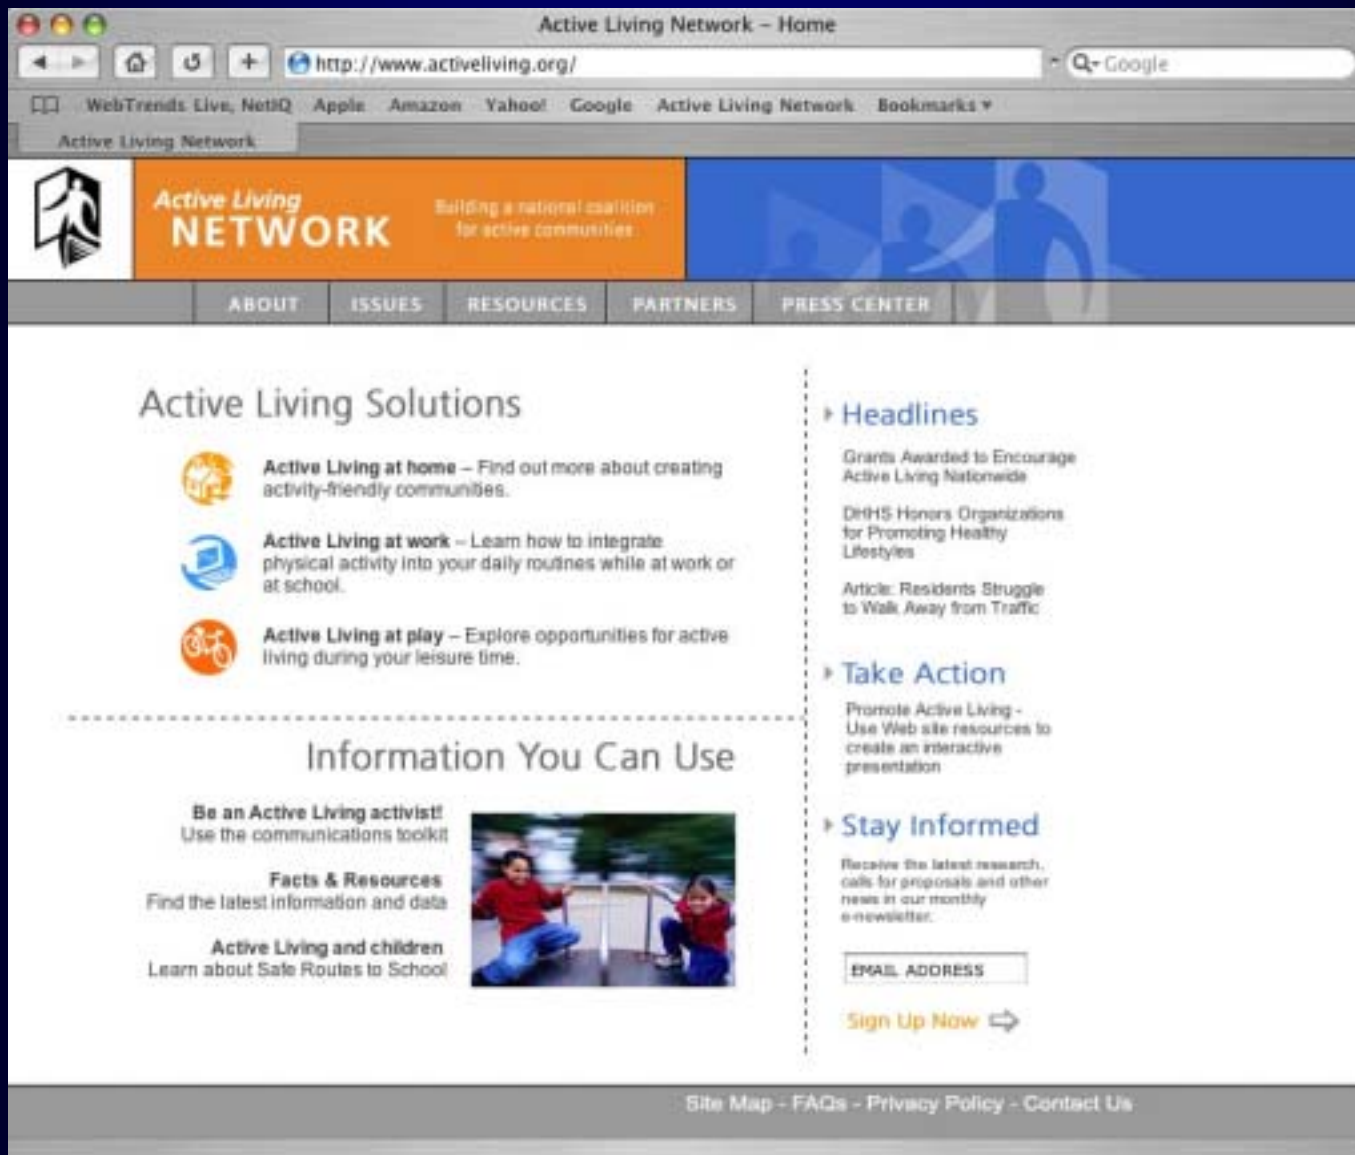 Active Living Network – Home
http://www.activeliving.org/
Q- Google
WebTrends Live, NetIQ Apple Amazon Yahoo! Google Active Living Network Bookmarks
Active Living Network
Active Living
NETWORK
Building a national coalition
for active communities
ABOUT ISSUES RESOURCES PARTNERS PRESS CENTER
Active Living Solutions
Active Living at home – Find out more about creating
activity-friendly communities.
Active Living at work – Learn how to integrate
physical activity into your daily routines while at work or
at school.
Active Living at play – Explore opportunities for active
living during your leisure time.
Information You Can Use
Be an Active Living activist!
Use the communications toolkit
Facts & Resources
Find the latest information and data
Active Living and children
Learn about Safe Routes to School
Headlines
Grants Awarded to Encourage
Active Living Nationwide
DHHS Honors Organizations
for Promoting Healthy
Lifestyles
Article: Residents Struggle
to Walk Away from Traffic
Take Action
Promote Active Living -
Use Web site resources to
create an interactive
presentation
Stay Informed
Receive the latest research,
calls for proposals and other
news in our monthly
e-newsletter.
EMAIL ADDRESS
Sign Up Now
Site Map - FAQs - Privacy Policy - Contact Us